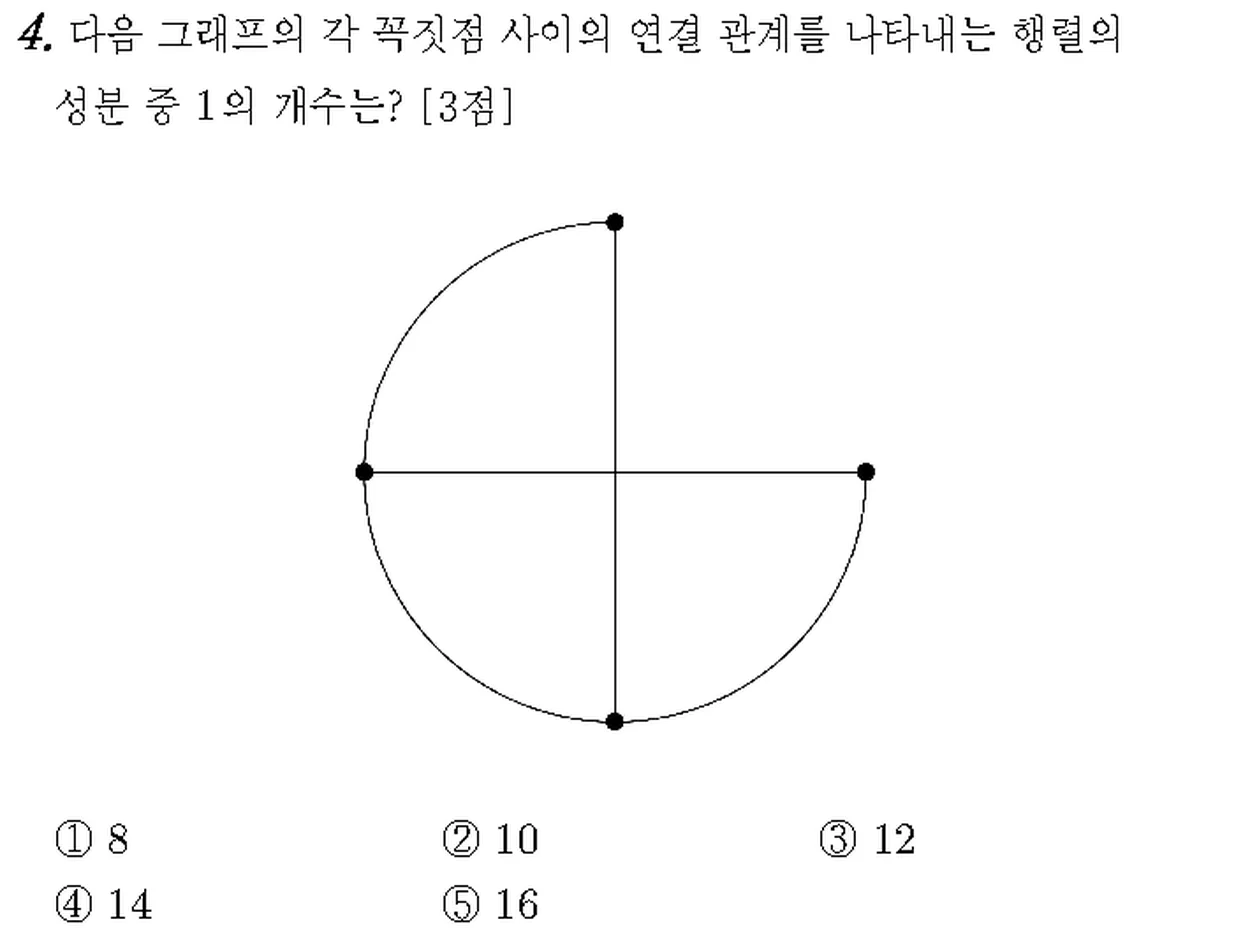 4. 다음 그래프의 각 꼭짓점 사이의 연결 관계를 나타내는 행렬의
성분 중 1의 개수는? [3점]
① 8 ② 10 ③ 12
④ 14 ⑤ 16